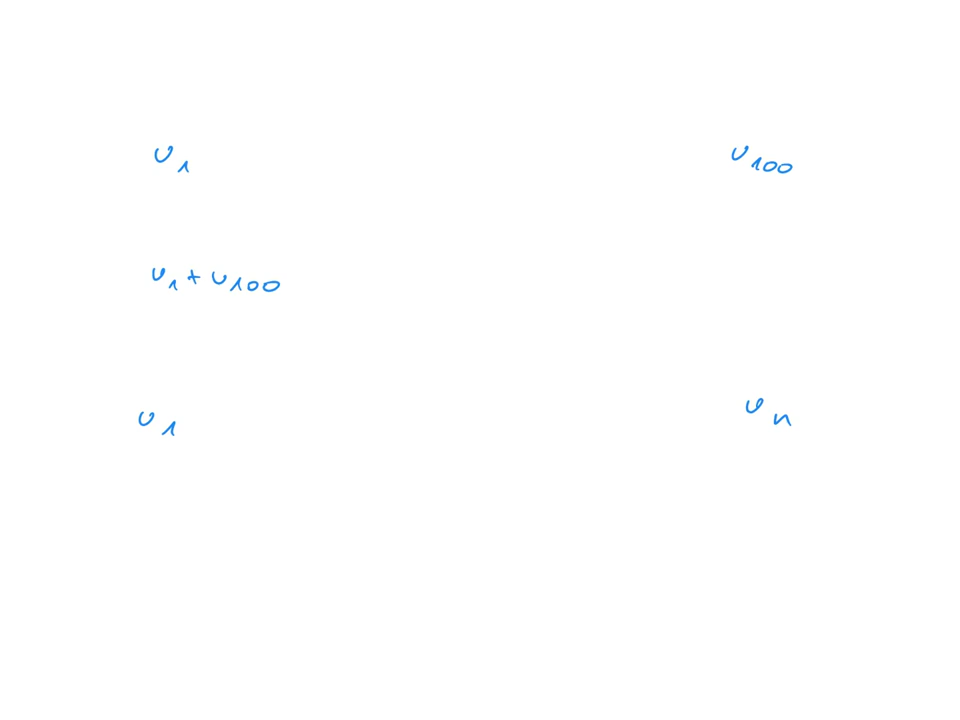 u₁ u₁₀₀
u₁ + u₁₀₀
u₁ uₙ